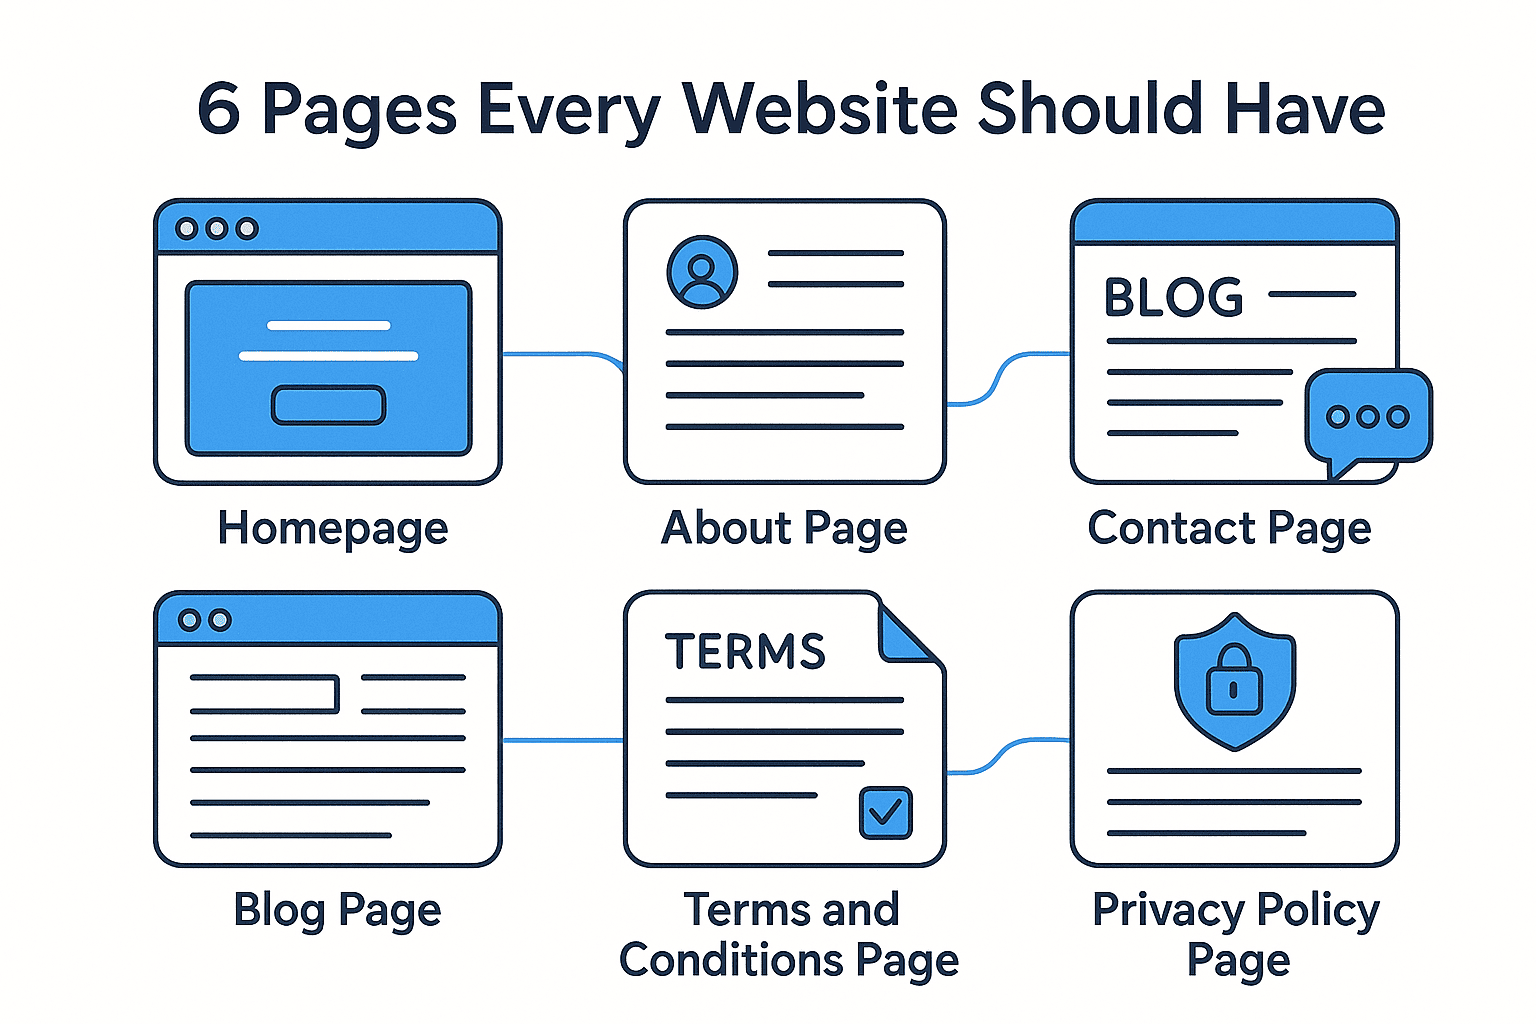 6 Pages Every Website Should Have
BLOG
Homepage
About Page
Contact Page
TERMS
Blog Page
Terms and
Conditions Page
Privacy Policy
Page